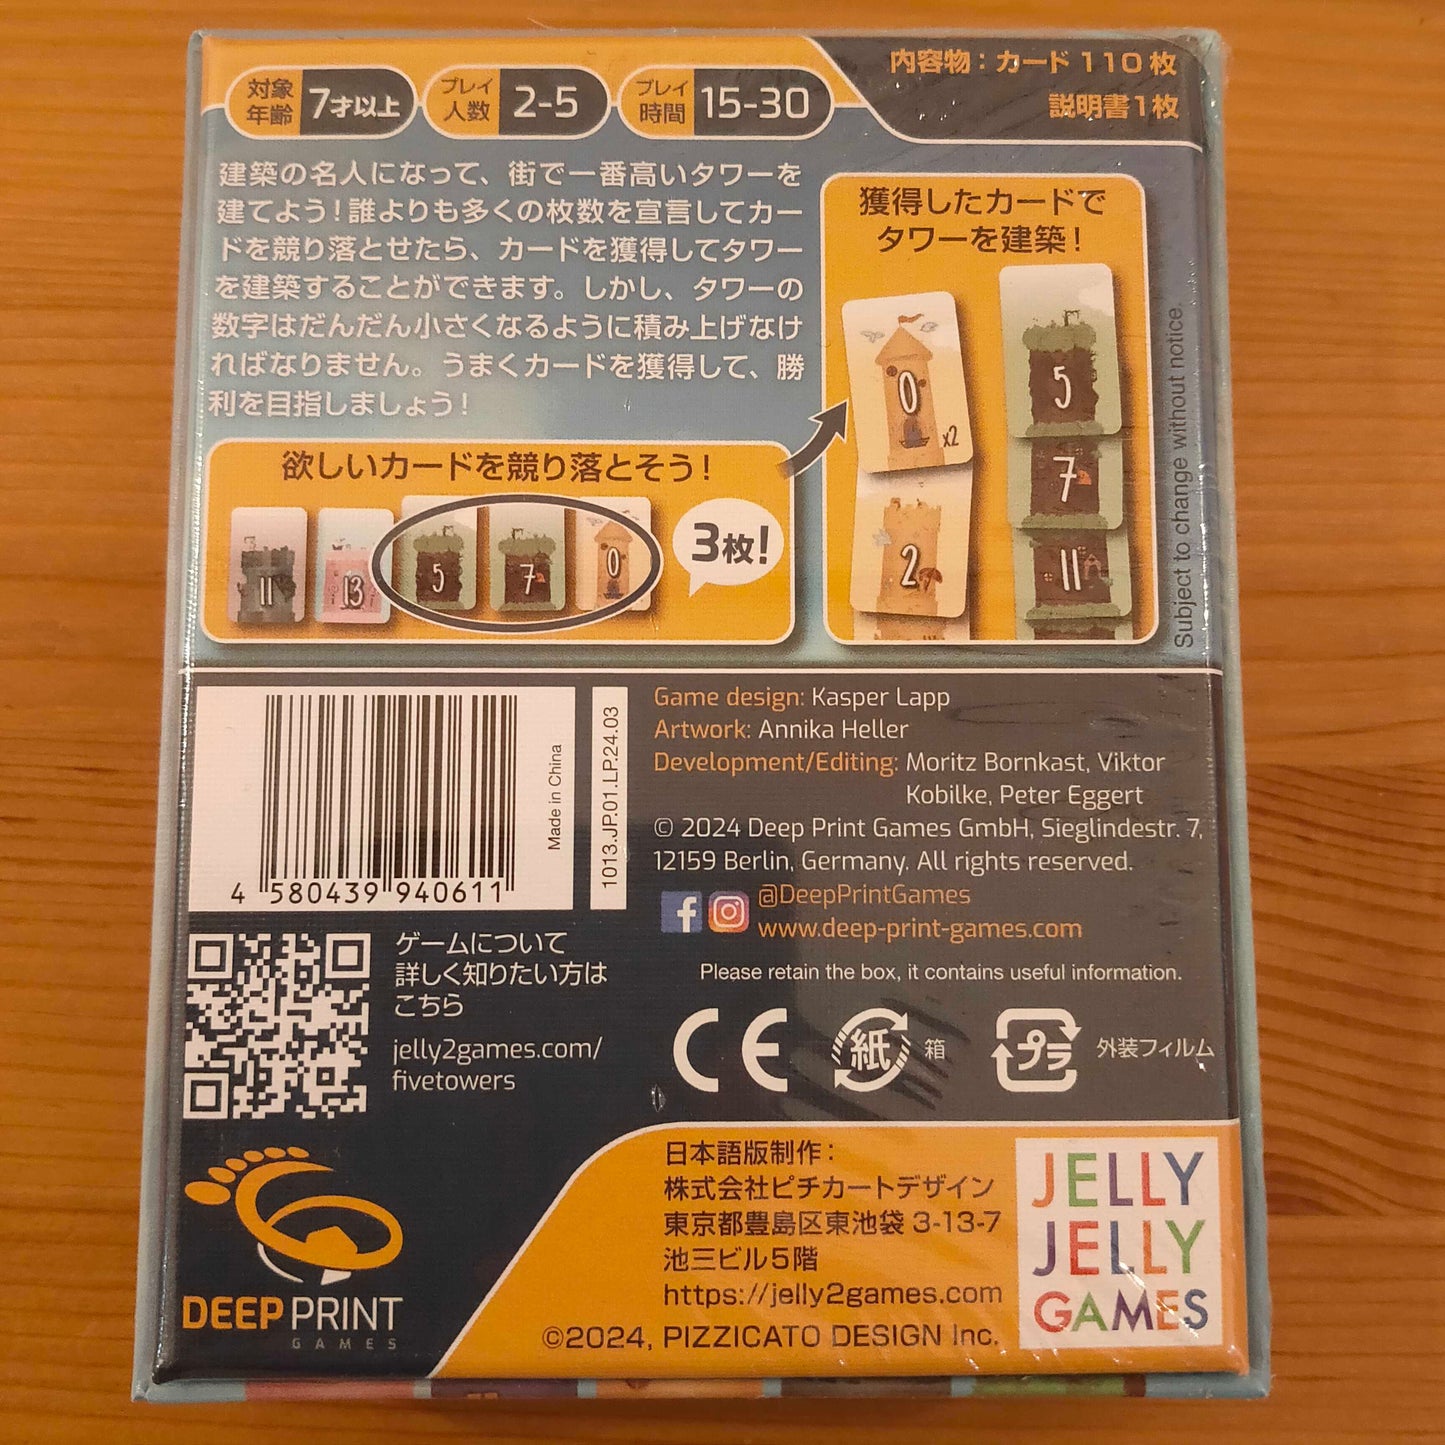 対象年齢 7才以上
プレイ人数 2-5
プレイ時間 15-30
内容物：カード 110枚
説明書1枚
建築の名人になって、街で一番高いタワーを
建てよう！誰よりも多くの枚数を宣言してカー
ドを競り落とせたら、カードを獲得してタワー
を建築することができます。しかし、タワーの
数字はだんだん小さくなるように積み上げなけ
ればなりません。うまくカードを獲得して、勝
利を目指しましょう！
獲得したカードで
タワーを建築！
0
x2
2
5
7
11
Subject to change without notice.
欲しいカードを競り落とそう！
11
13
5
7
0
3枚！
4 580439 940611
Made in China
1013.JP.01.LP.24.03
Game design: Kasper Lapp
Artwork: Annika Heller
Development/Editing: Moritz Bornkast, Viktor
Kobilke, Peter Eggert
© 2024 Deep Print Games GmbH, Sieglindestr. 7,
12159 Berlin, Germany. All rights reserved.
@DeepPrintGames
www.deep-print-games.com
Please retain the box, it contains useful information.
ゲームについて
詳しく知りたい方は
こちら
jelly2games.com/
fivetowers
CE
紙 箱
プラ 外装フィルム
DEEP PRINT
GAMES
日本語版制作：
株式会社ピチカートデザイン
東京都豊島区東池袋 3-13-7
池三ビル5階
https://jelly2games.com
©2024, PIZZICATO DESIGN Inc.
JELLY
JELLY
GAMES